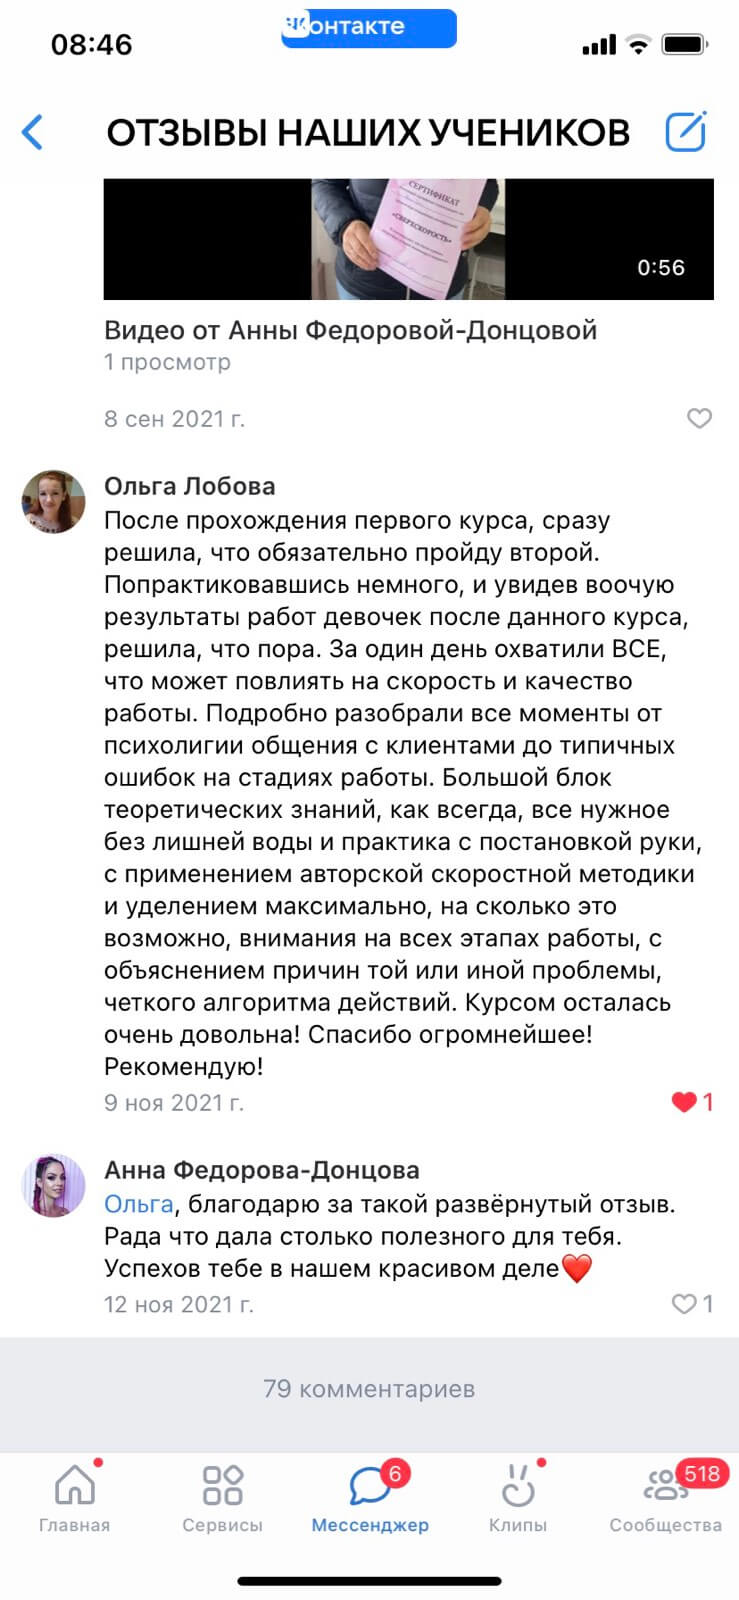 08:46
ВКонтакте
ОТЗЫВЫ НАШИХ УЧЕНИКОВ
СЕРТИФИКАТ
«СВЕРХСКОРОСТЬ»
0:56
Видео от Анны Федоровой-Донцовой
1 просмотр
8 сен 2021 г.
Ольга Лобова
После прохождения первого курса, сразу
решила, что обязательно пройду второй.
Попрактиковавшись немного, и увидев воочую
результаты работ девочек после данного курса,
решила, что пора. За один день охватили ВСЕ,
что может повлиять на скорость и качество
работы. Подробно разобрали все моменты от
психолигии общения с клиентами до типичных
ошибок на стадиях работы. Большой блок
теоретических знаний, как всегда, все нужное
без лишней воды и практика с постановкой руки,
с применением авторской скоростной методики
и уделением максимально, на сколько это
возможно, внимания на всех этапах работы, с
объяснением причин той или иной проблемы,
четкого алгоритма действий. Курсом осталась
очень довольна! Спасибо огромнейшее!
Рекомендую!
9 ноя 2021 г.
1
Анна Федорова-Донцова
Ольга, благодарю за такой развёрнутый отзыв.
Рада что дала столько полезного для тебя.
Успехов тебе в нашем красивом деле❤️
12 ноя 2021 г.
1
79 комментариев
6
518
Главная
Сервисы
Мессенджер
Клипы
Сообщества